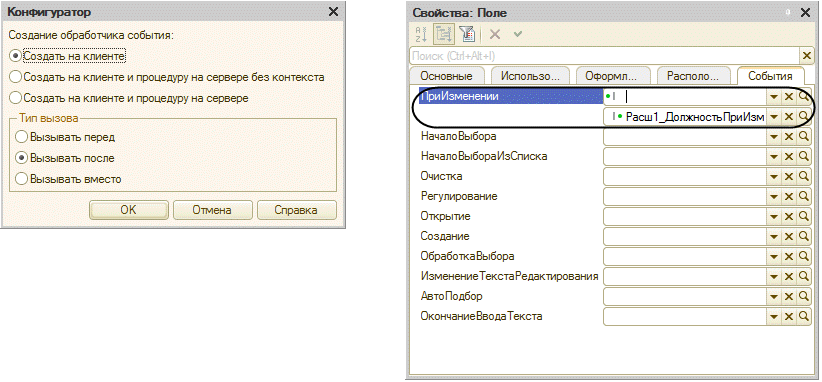 Конфигуратор
Создание обработчика события:
Создать на клиенте
Создать на клиенте и процедуру на сервере без контекста
Создать на клиенте и процедуру на сервере
Тип вызова
Вызывать перед
Вызывать после
Вызывать вместо
OK Отмена Справка
Свойства: Поле
Поиск (Ctrl+Alt+I)
Основные Использо... Оформл... Располо... События
ПриИзменении
Расш1_ДолжностьПриИзм
НачалоВыбора
НачалоВыбораИзСписка
Очистка
Регулирование
Открытие
Создание
ОбработкаВыбора
ИзменениеТекстаРедактирования
АвтоПодбор
ОкончаниеВводаТекста